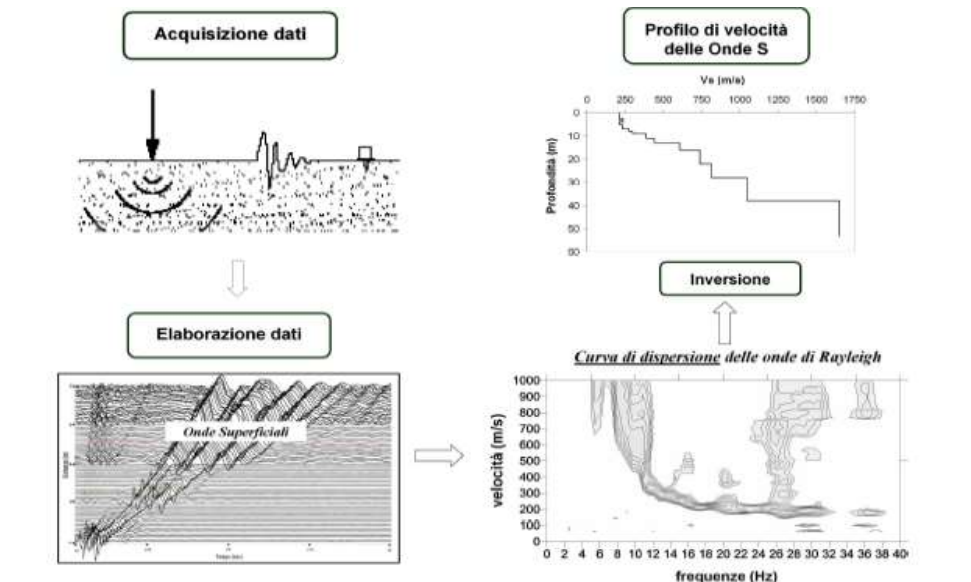 Acquisizione dati
Elaborazione dati
Onde Superficiali
Profilo di velocità
delle Onde S
Vs (m/s)
0 250 500 750 1000 1250 1500 1750
Profondità (m)
0
10
20
30
40
50
60
Inversione
Curva di dispersione delle onde di Rayleigh
velocità (m/s)
1000
900
800
700
600
500
400
300
200
100
0
0 2 4 6 8 10 12 14 16 18 20 22 24 26 28 30 32 34 36 38 40
frequenze (Hz)